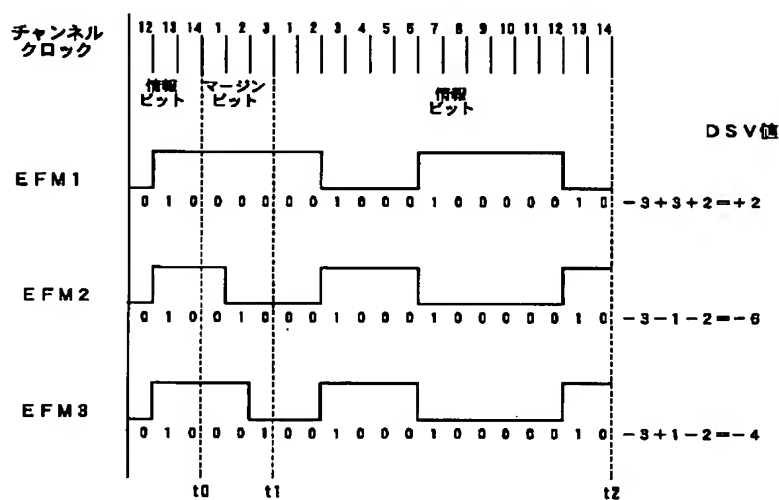 チャンネル
クロック
12 13 14 1 2 3 1 2 3 4 5 6 7 8 9 10 11 12 13 14
情報
ビット
マージン
ビット
情報
ビット
DSV値
EFM1
0 1 0 0 0 0 0 0 1 0 0 0 1 0 0 0 0 0 1 0
-3+3+2=+2
EFM2
0 1 0 0 1 0 0 0 1 0 0 0 1 0 0 0 0 0 1 0
-3-1-2=-6
EFM3
0 1 0 0 0 1 0 0 1 0 0 0 1 0 0 0 0 0 1 0
-3+1-2=-4
t0 t1 t2